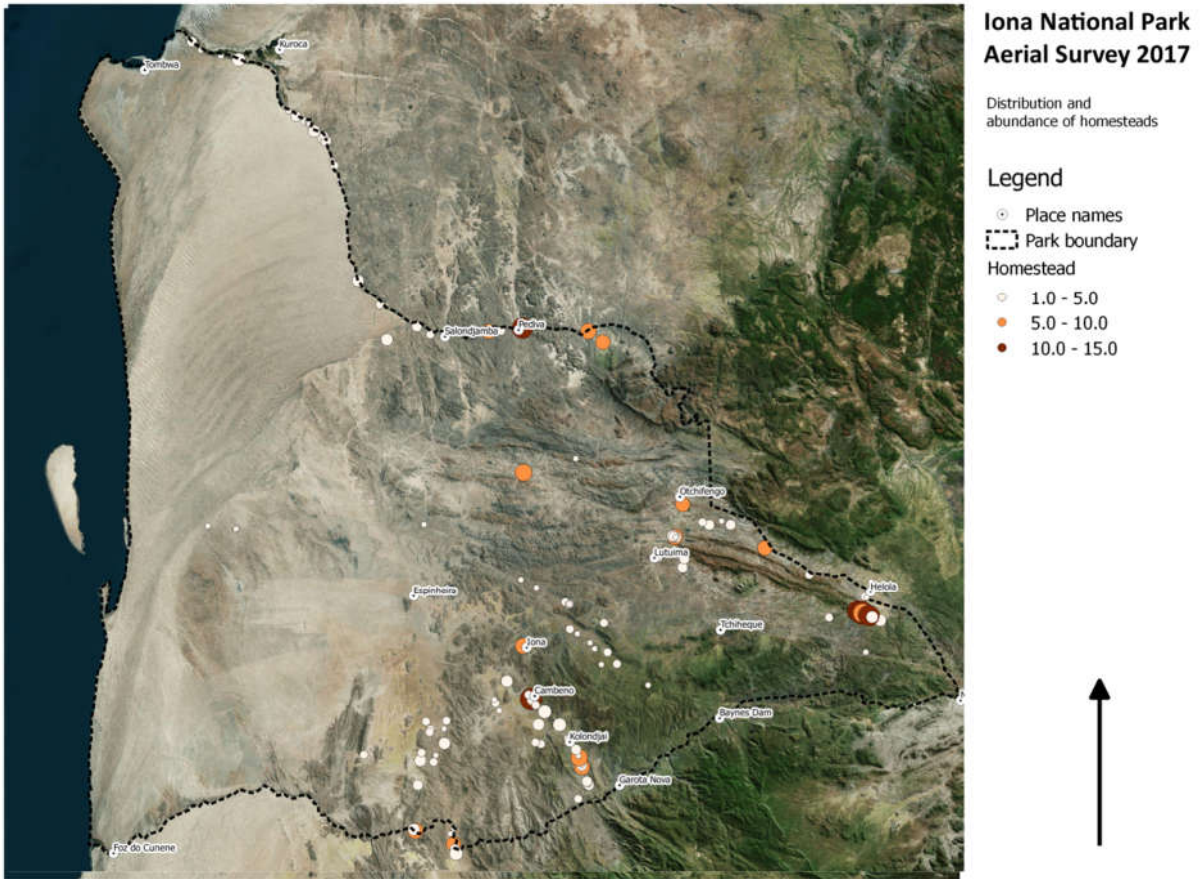 Iona National Park
Aerial Survey 2017
Distribution and
abundance of homesteads
Legend
Place names
Park boundary
Homestead
1.0 - 5.0
5.0 - 10.0
10.0 - 15.0
Kuroca
Tombwa
Pediva
Salondjamba
Otchifengo
Lutuima
Heloia
Espinheira
Tchiheque
Iona
Cambeno
Baynes Dam
Kolondjai
Garota Nova
Foz do Cunene